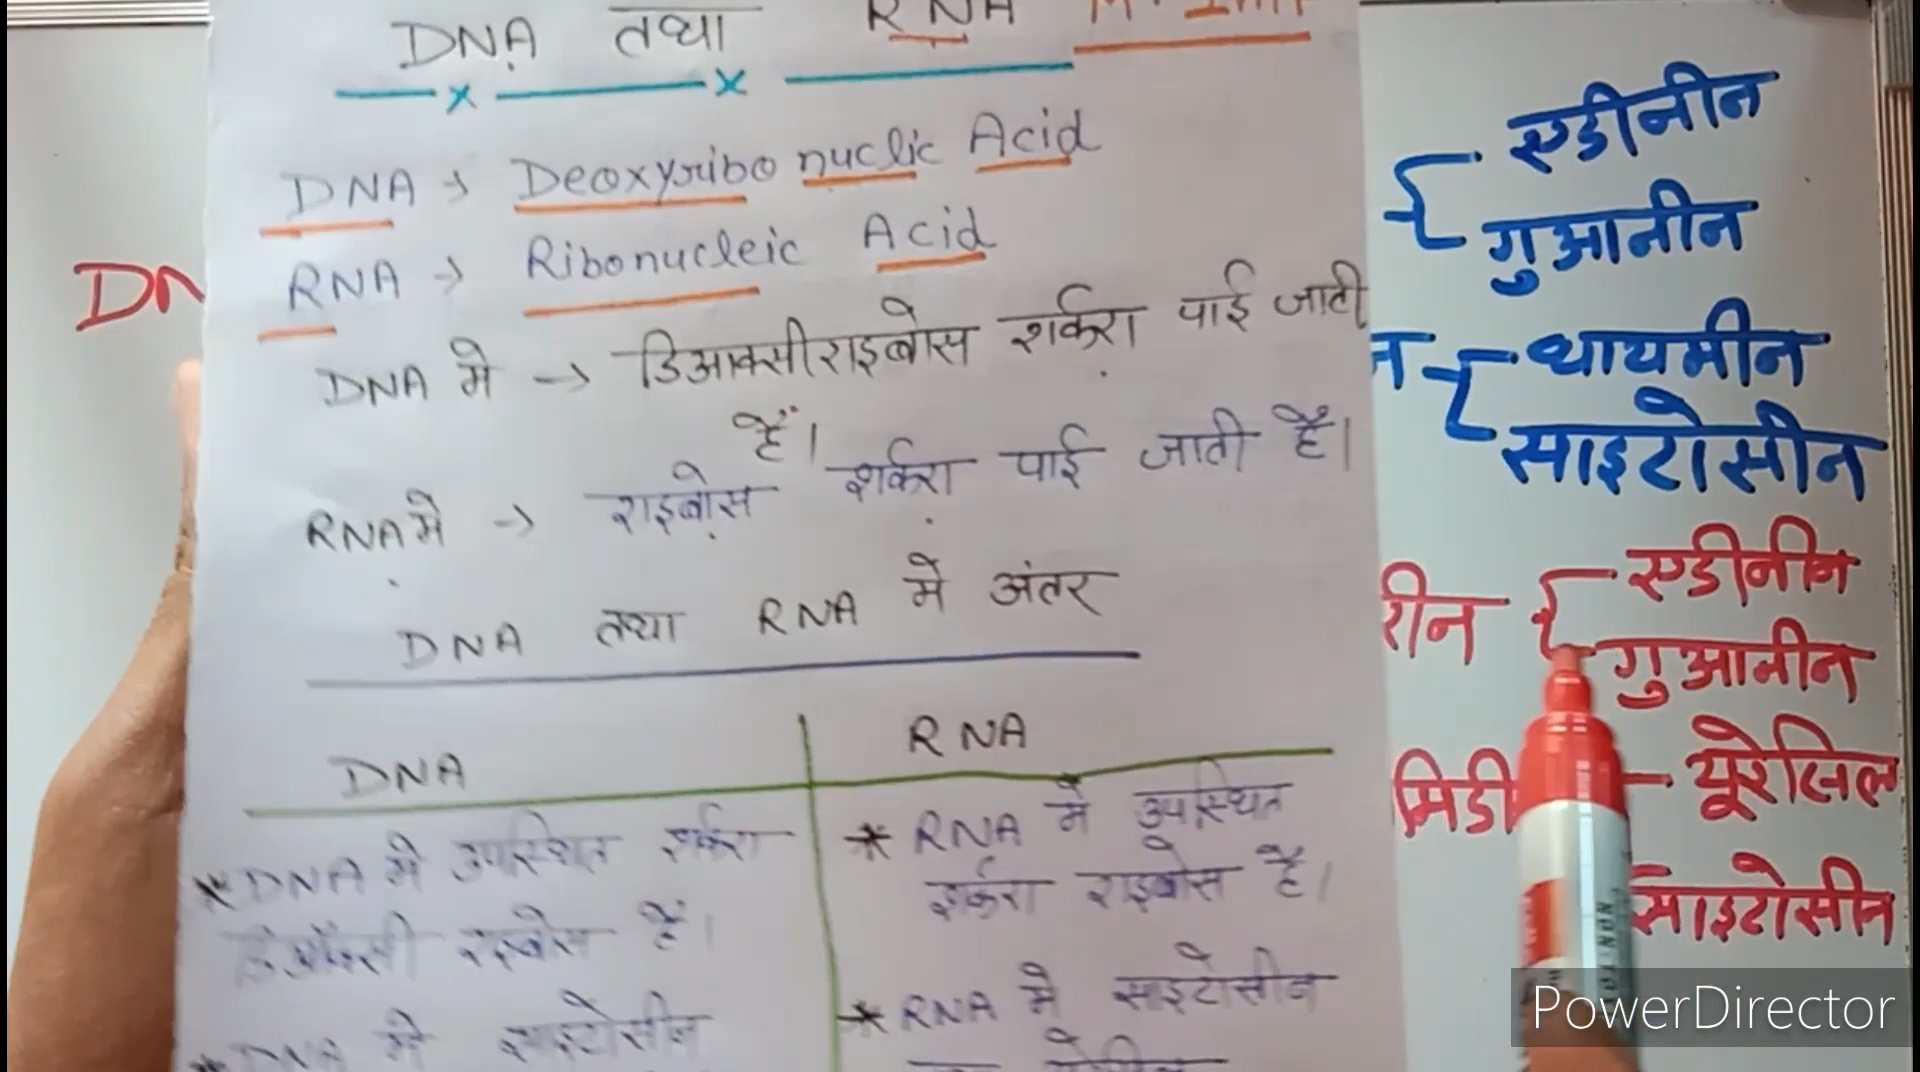 DNA तथा RNA
DNA → Deoxyribo nuclic Acid
RNA → Ribonucleic Acid
DNA मे → डिआक्सीराइबोस शर्करा पाई जाती
हैं।
RNA मे → राइबोस शर्करा पाई जाती है।
DNA तथा RNA मे अंतर
DNA
RNA
* DNA मे उपस्थित शर्करा
डिऑक्सी राइबोस हैं।
* DNA मे साइटोसीन
* RNA मे उपस्थित
शर्करा राइबोस है।
* RNA मे साइटोसीन
DN
एडीनीन
गुआनीन
न
थायमीन
साइटोसीन
रीन
एडीनीन
गुआनीन
मिडी
यूरेसिल
साइटोसीन
PowerDirector